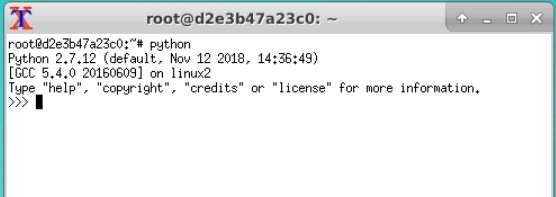 root@d2e3b47a23c0: ~
root@d2e3b47a23c0:~# python
Python 2.7.12 (default, Nov 12 2018, 14:36:49)
[GCC 5.4.0 20160609] on linux2
Type "help", "copyright", "credits" or "license" for more information.
>>>